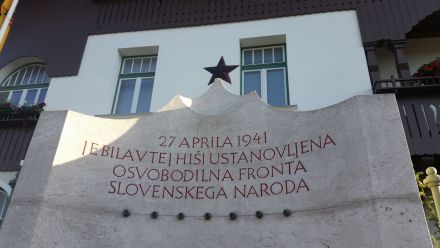 27 APRILA 1941
JE BILA V TEJ HIŠI USTANOVLJENA
OSVOBODILNA FRONTA
SLOVENSKEGA NARODA